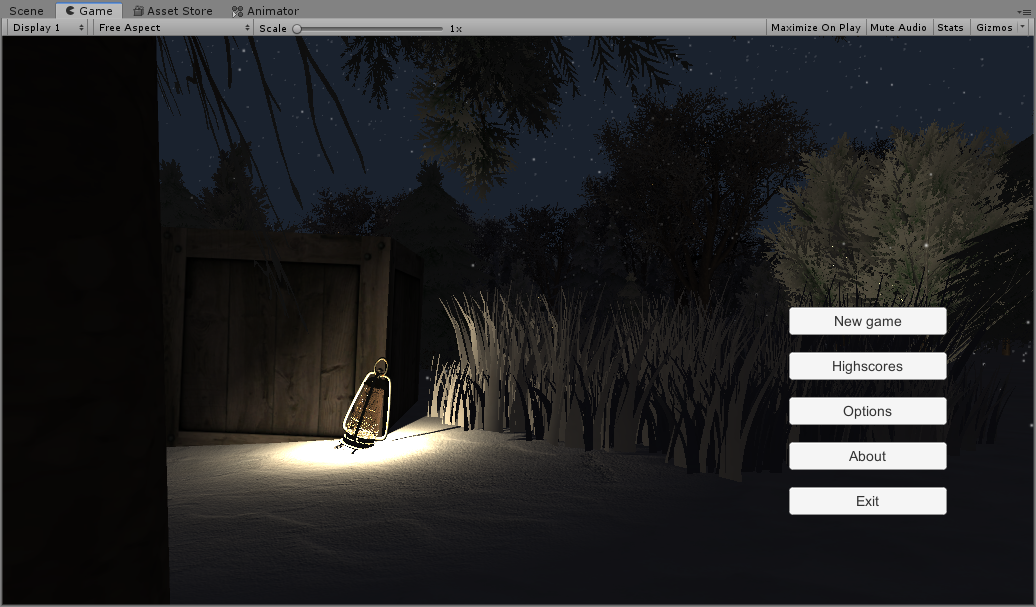 Scene Game Asset Store Animator
Display 1 Free Aspect Scale 1x Maximize On Play Mute Audio Stats Gizmos
New game
Highscores
Options
About
Exit